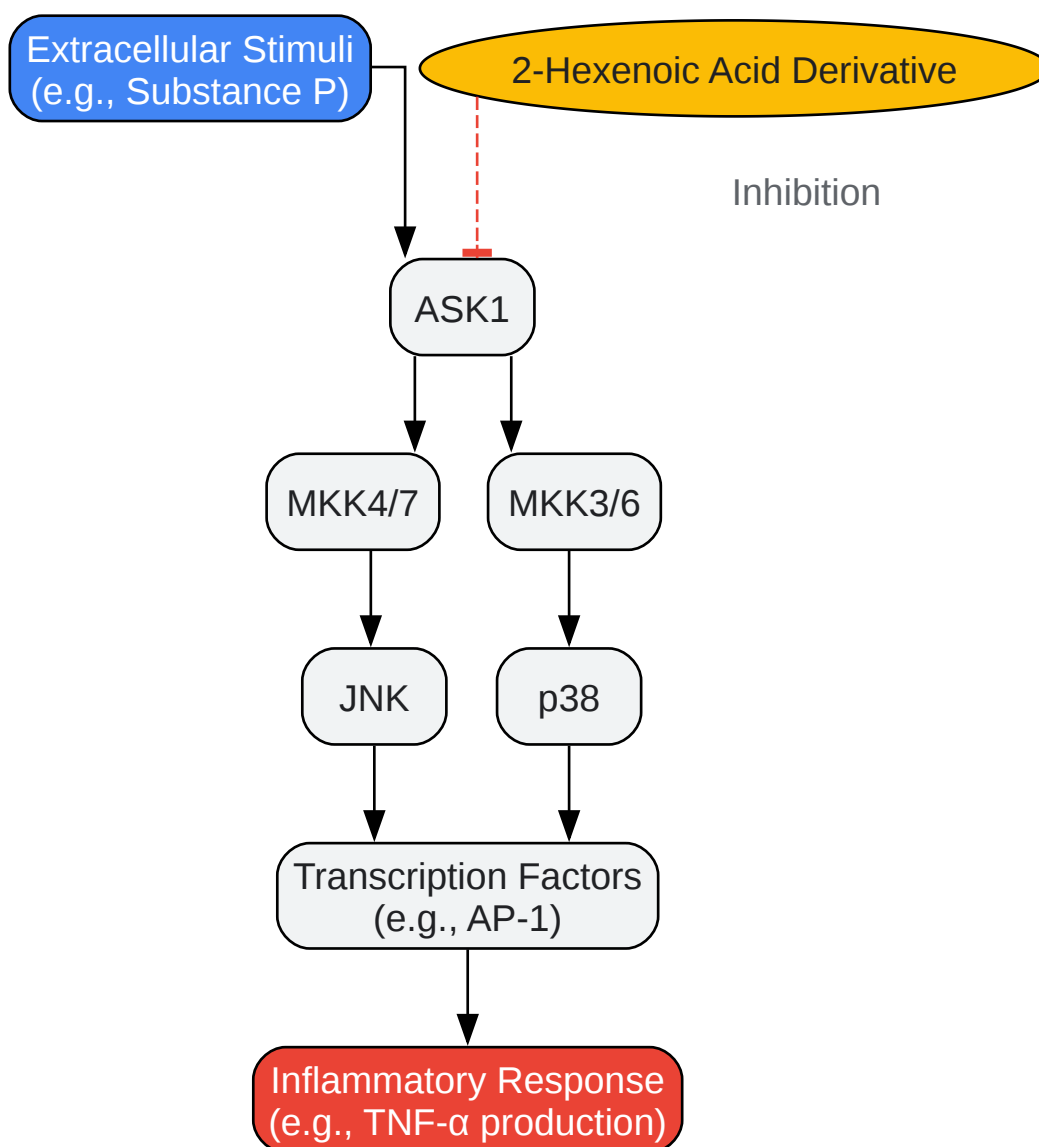 Extracellular Stimuli
(e.g., Substance P)
2-Hexenoic Acid Derivative
Inhibition
ASK1
MKK4/7
MKK3/6
JNK
p38
Transcription Factors
(e.g., AP-1)
Inflammatory Response
(e.g., TNF-α production)